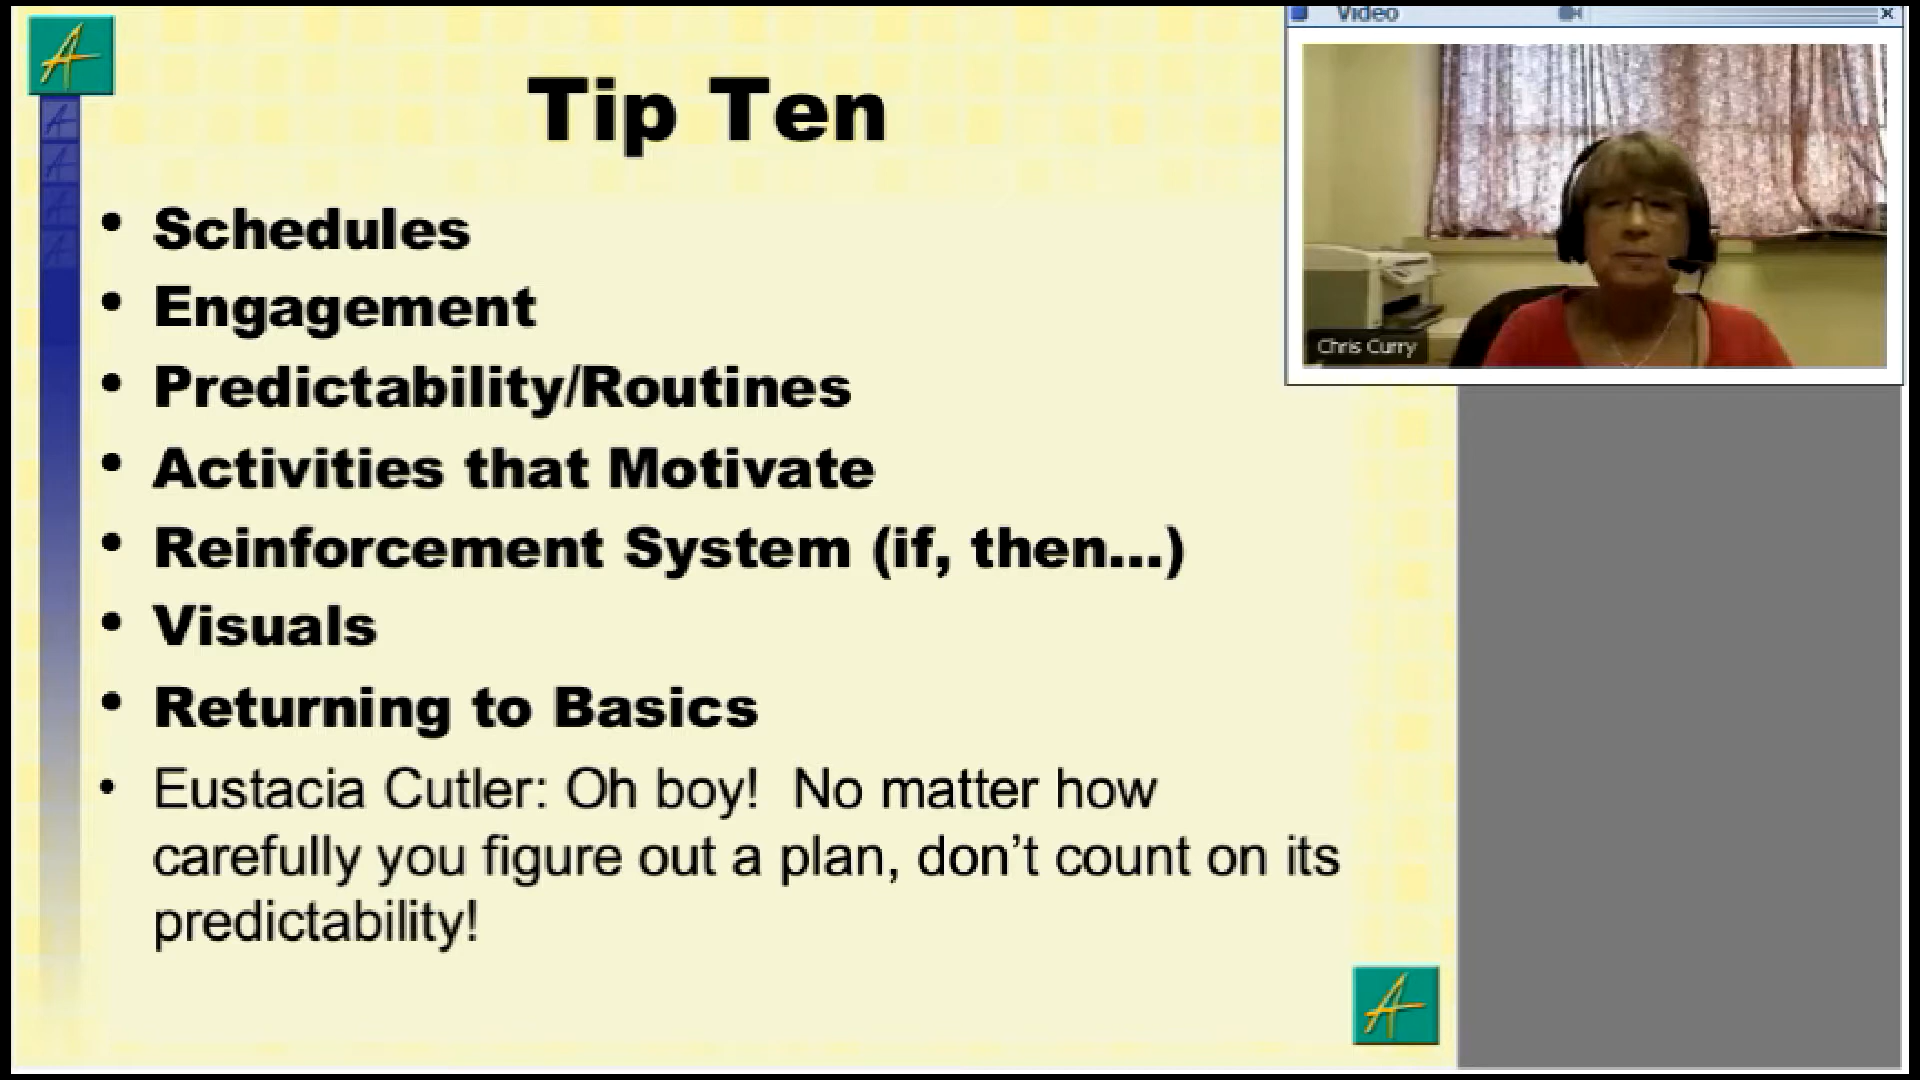 Tip Ten
• Schedules
• Engagement
• Predictability/Routines
• Activities that Motivate
• Reinforcement System (if, then...)
• Visuals
• Returning to Basics
• Eustacia Cutler: Oh boy!  No matter how
carefully you figure out a plan, don’t count on its
predictability!
Video
Chris Curry